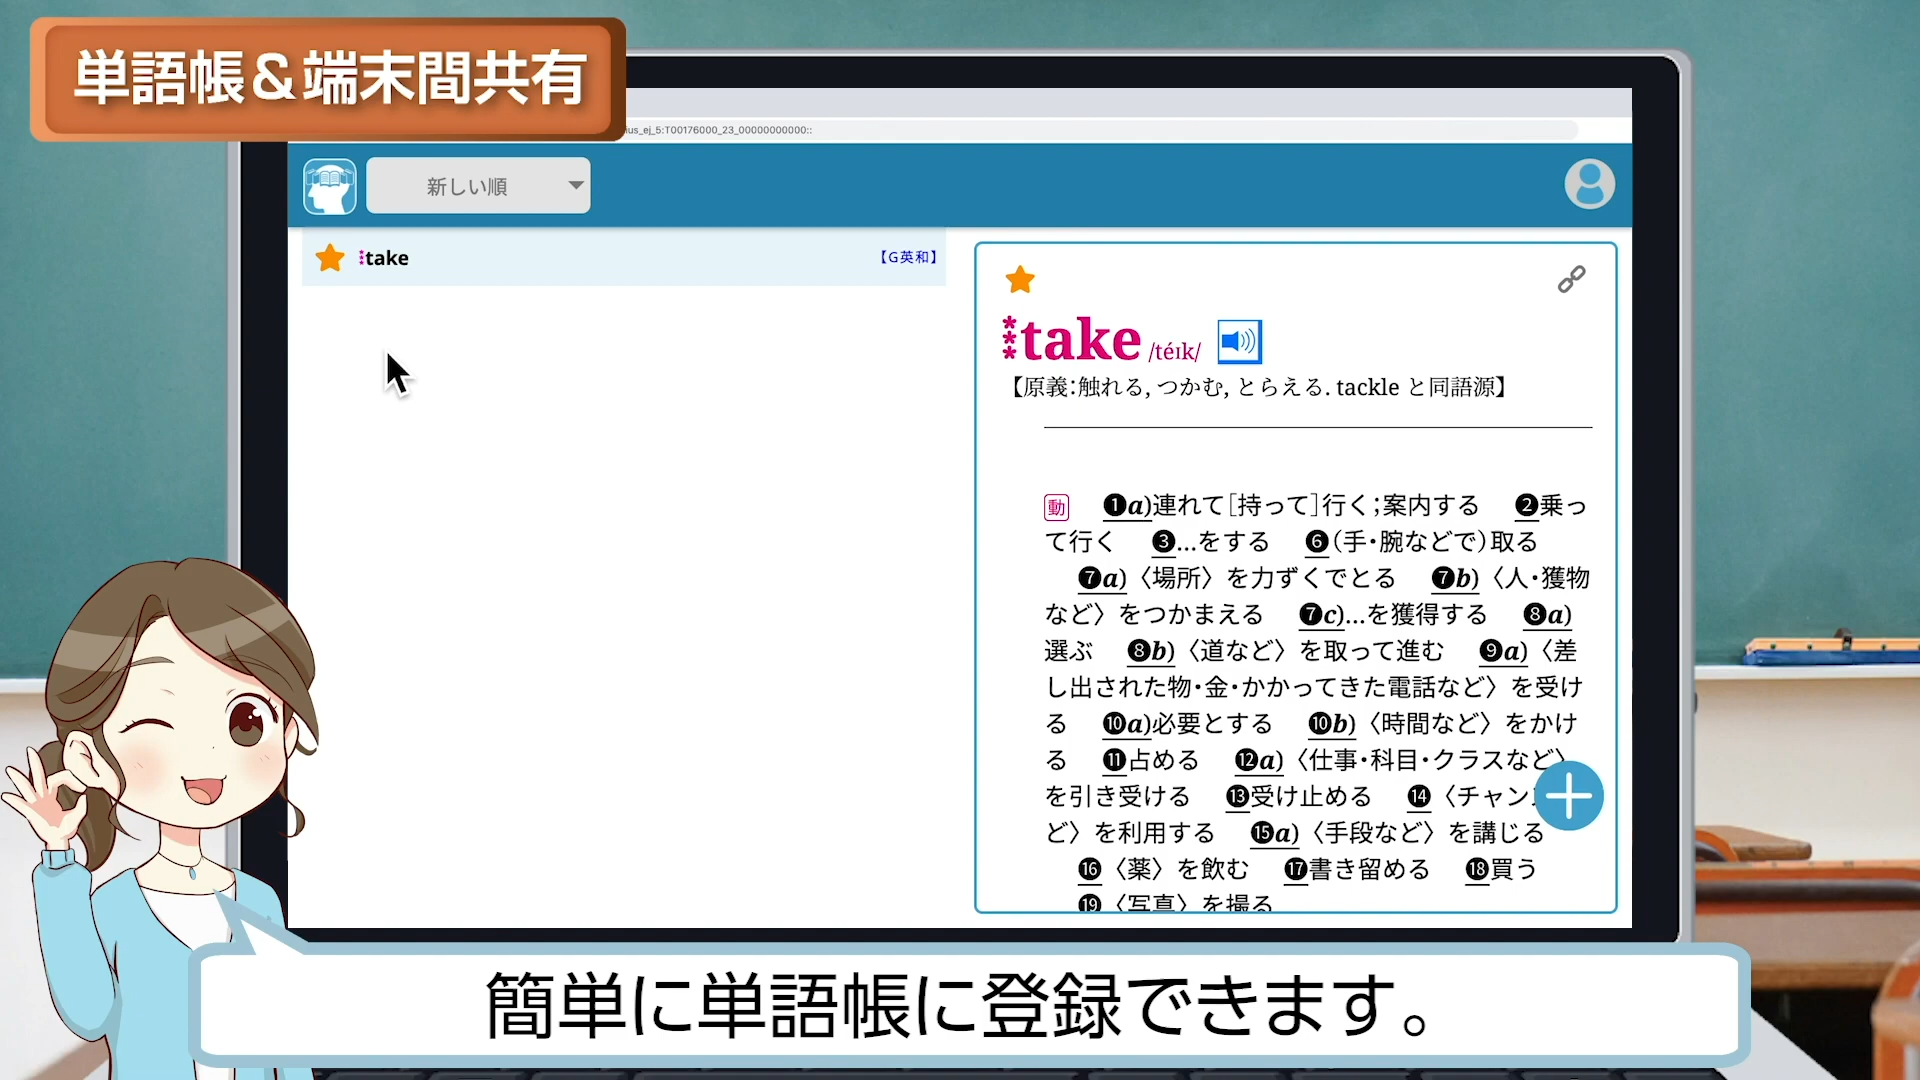 単語帳＆端末間共有
ius_ej_5:T00176000_23_00000000000::
新しい順
⁂take 【G英和】
⁂take /téɪk/
【原義：触れる, つかむ, とらえる. tackle と同語源】
動 ❶a)連れて［持って］行く；案内する ❷乗っ
て行く ❸…をする ❻（手・腕などで）取る
❼a)〈場所〉を力ずくでとる ❼b)〈人・獲物
など〉をつかまえる ❼c)…を獲得する ❽a)
選ぶ ❽b)〈道など〉を取って進む ❾a)〈差
し出された物・金・かかってきた電話など〉を受け
る ❿a)必要とする ❿b)〈時間など〉をかけ
る ⓫占める ⓬a)〈仕事・科目・クラスなど〉
を引き受ける ⓭受け止める ⓮〈チャン
ど〉を利用する ⓯a)〈手段など〉を講じる
⓰〈薬〉を飲む ⓱書き留める ⓲買う
⓳〈写真〉を撮る
簡単に単語帳に登録できます。